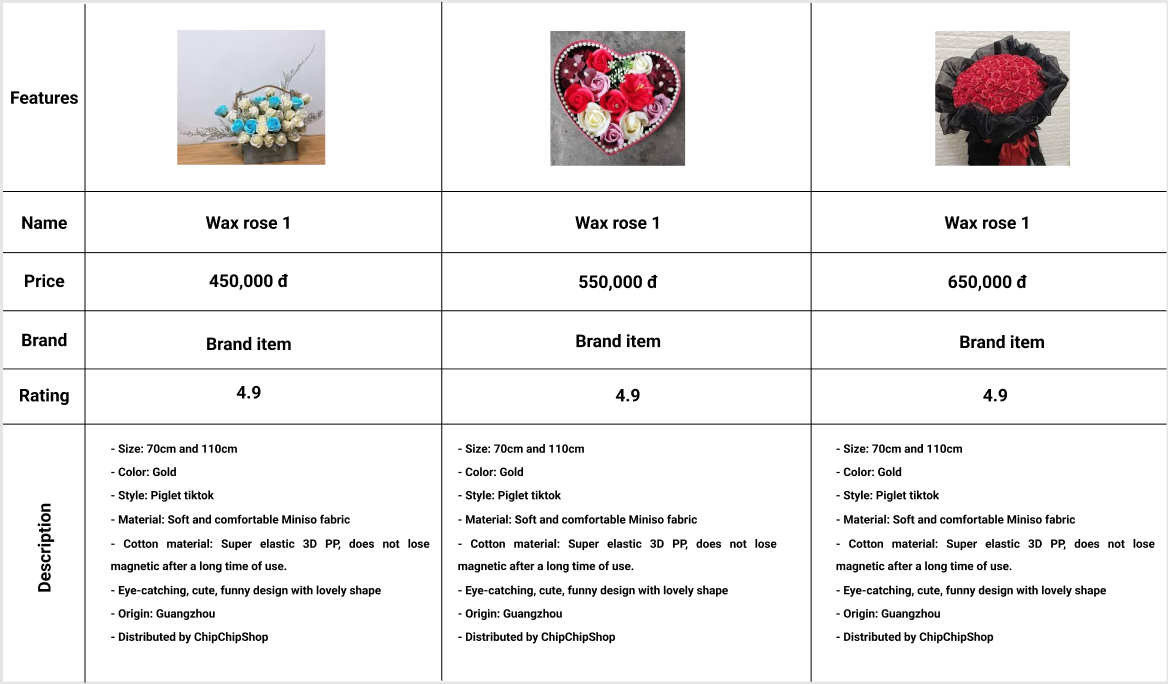 Features
Name
Wax rose 1
Wax rose 1
Wax rose 1
Price
450,000 đ
550,000 đ
650,000 đ
Brand
Brand item
Brand item
Brand item
Rating
4.9
4.9
4.9
Description
- Size: 70cm and 110cm
- Color: Gold
- Style: Piglet tiktok
- Material: Soft and comfortable Miniso fabric
- Cotton material: Super elastic 3D PP, does not lose
magnetic after a long time of use.
- Eye-catching, cute, funny design with lovely shape
- Origin: Guangzhou
- Distributed by ChipChipShop
- Size: 70cm and 110cm
- Color: Gold
- Style: Piglet tiktok
- Material: Soft and comfortable Miniso fabric
- Cotton material: Super elastic 3D PP, does not lose
magnetic after a long time of use.
- Eye-catching, cute, funny design with lovely shape
- Origin: Guangzhou
- Distributed by ChipChipShop
- Size: 70cm and 110cm
- Color: Gold
- Style: Piglet tiktok
- Material: Soft and comfortable Miniso fabric
- Cotton material: Super elastic 3D PP, does not lose
magnetic after a long time of use.
- Eye-catching, cute, funny design with lovely shape
- Origin: Guangzhou
- Distributed by ChipChipShop